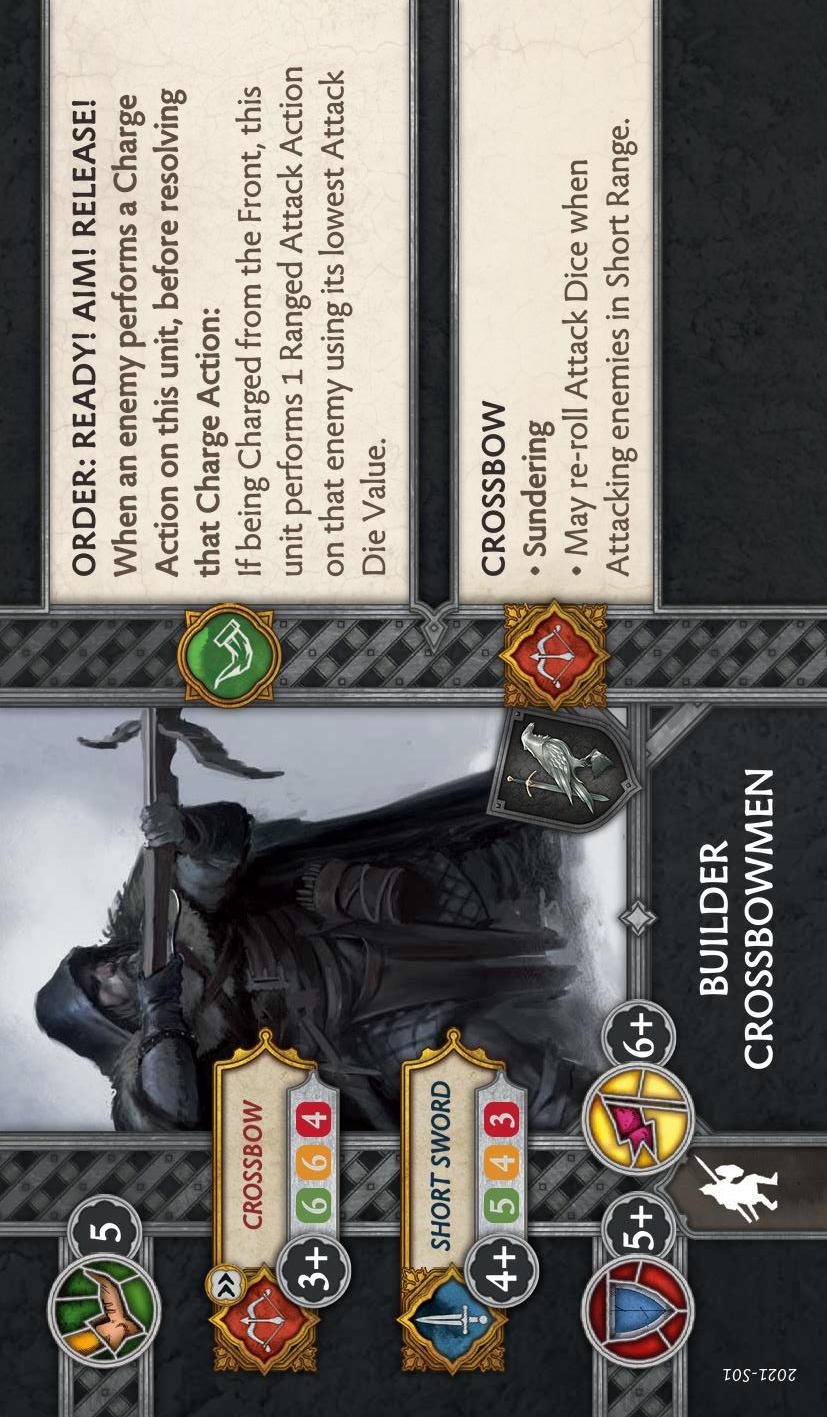 5
CROSSBOW
3+
6 6 4
SHORT SWORD
4+
5 4 3
5+
6+
BUILDER
CROSSBOWMEN
2021-S01
ORDER: READY! AIM! RELEASE!
When an enemy performs a Charge
Action on this unit, before resolving
that Charge Action:
If being Charged from the Front, this
unit performs 1 Ranged Attack Action
on that enemy using its lowest Attack
Die Value.
CROSSBOW
• Sundering
• May re-roll Attack Dice when
Attacking enemies in Short Range.